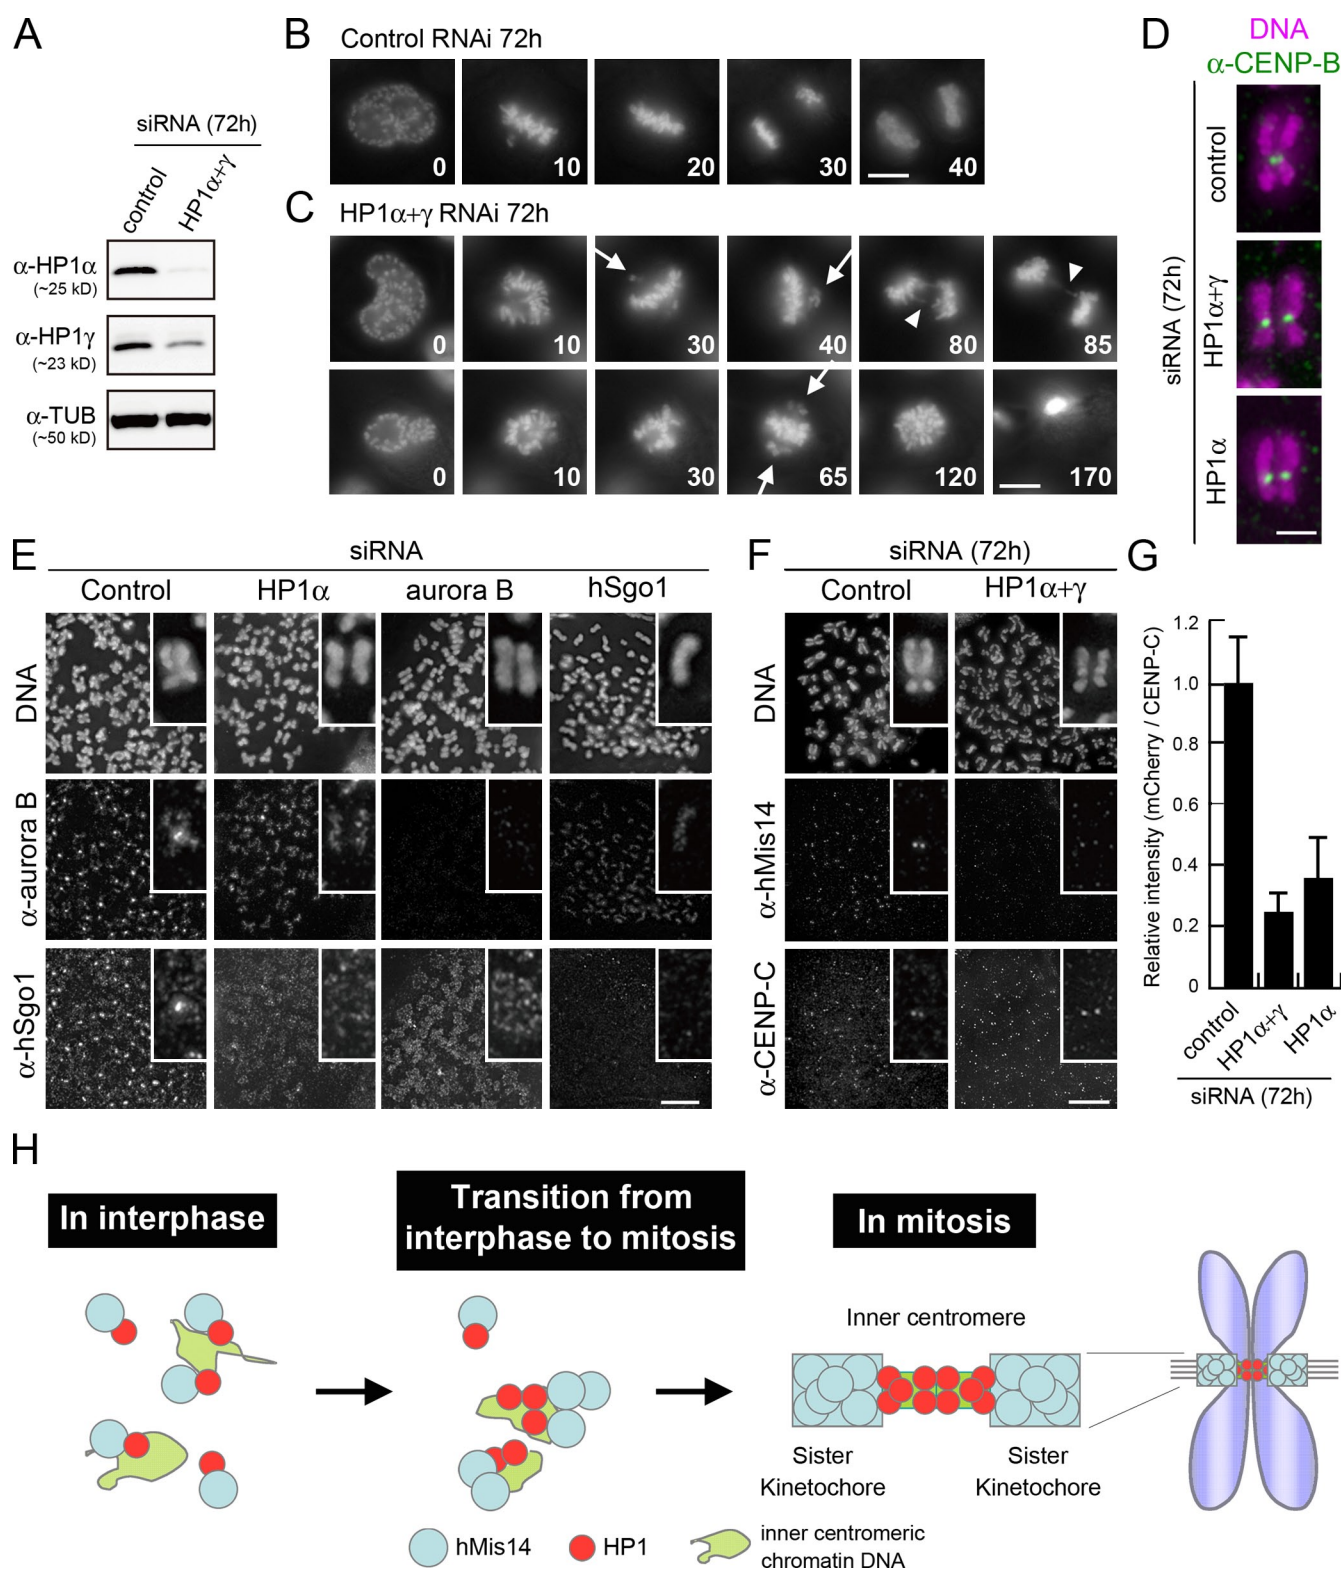 A
siRNA (72h)
control
HP1α+γ
α-HP1α
(~25 kD)
α-HP1γ
(~23 kD)
α-TUB
(~50 kD)
B
Control RNAi 72h
0
10
20
30
40
C
HP1α+γ RNAi 72h
0
10
30
40
80
85
0
10
30
65
120
170
D
DNA
α-CENP-B
siRNA (72h)
control
HP1α+γ
HP1α
E
siRNA
Control
HP1α
aurora B
hSgo1
DNA
α-aurora B
α-hSgo1
F
siRNA (72h)
Control
HP1α+γ
DNA
α-hMis14
α-CENP-C
G
Relative intensity (mCherry / CENP-C)
1.2
1.0
0.8
0.6
0.4
0.2
0
control
HP1α+γ
HP1α
siRNA (72h)
H
In interphase
Transition from
interphase to mitosis
In mitosis
Inner centromere
Sister
Kinetochore
Sister
Kinetochore
hMis14
HP1
inner centromeric
chromatin DNA